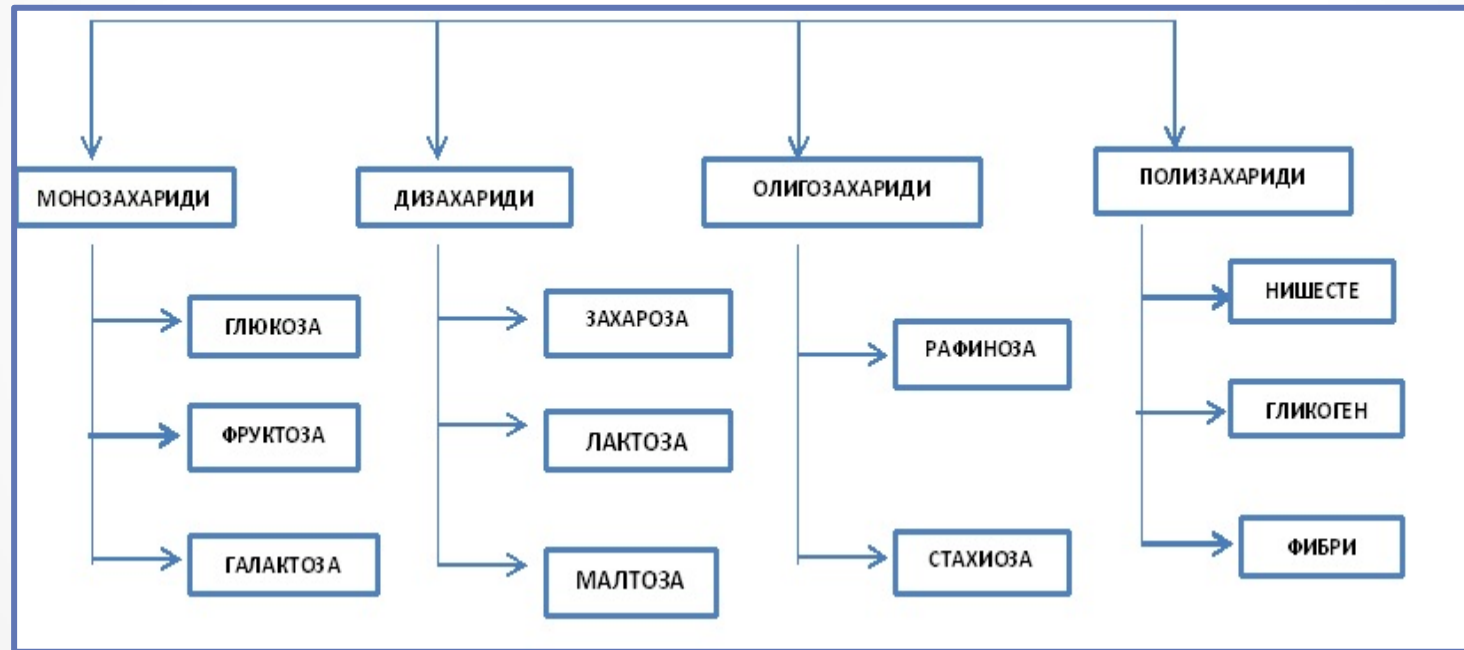 МОНОЗАХАРИДИ
ДИЗАХАРИДИ
ОЛИГОЗАХАРИДИ
ПОЛИЗАХАРИДИ
ГЛЮКОЗА
ФРУКТОЗА
ГАЛАКТОЗА
ЗАХАРОЗА
ЛАКТОЗА
МАЛТОЗА
РАФИНОЗА
СТАХИОЗА
НИШЕСТЕ
ГЛИКОГЕН
ФИБРИ